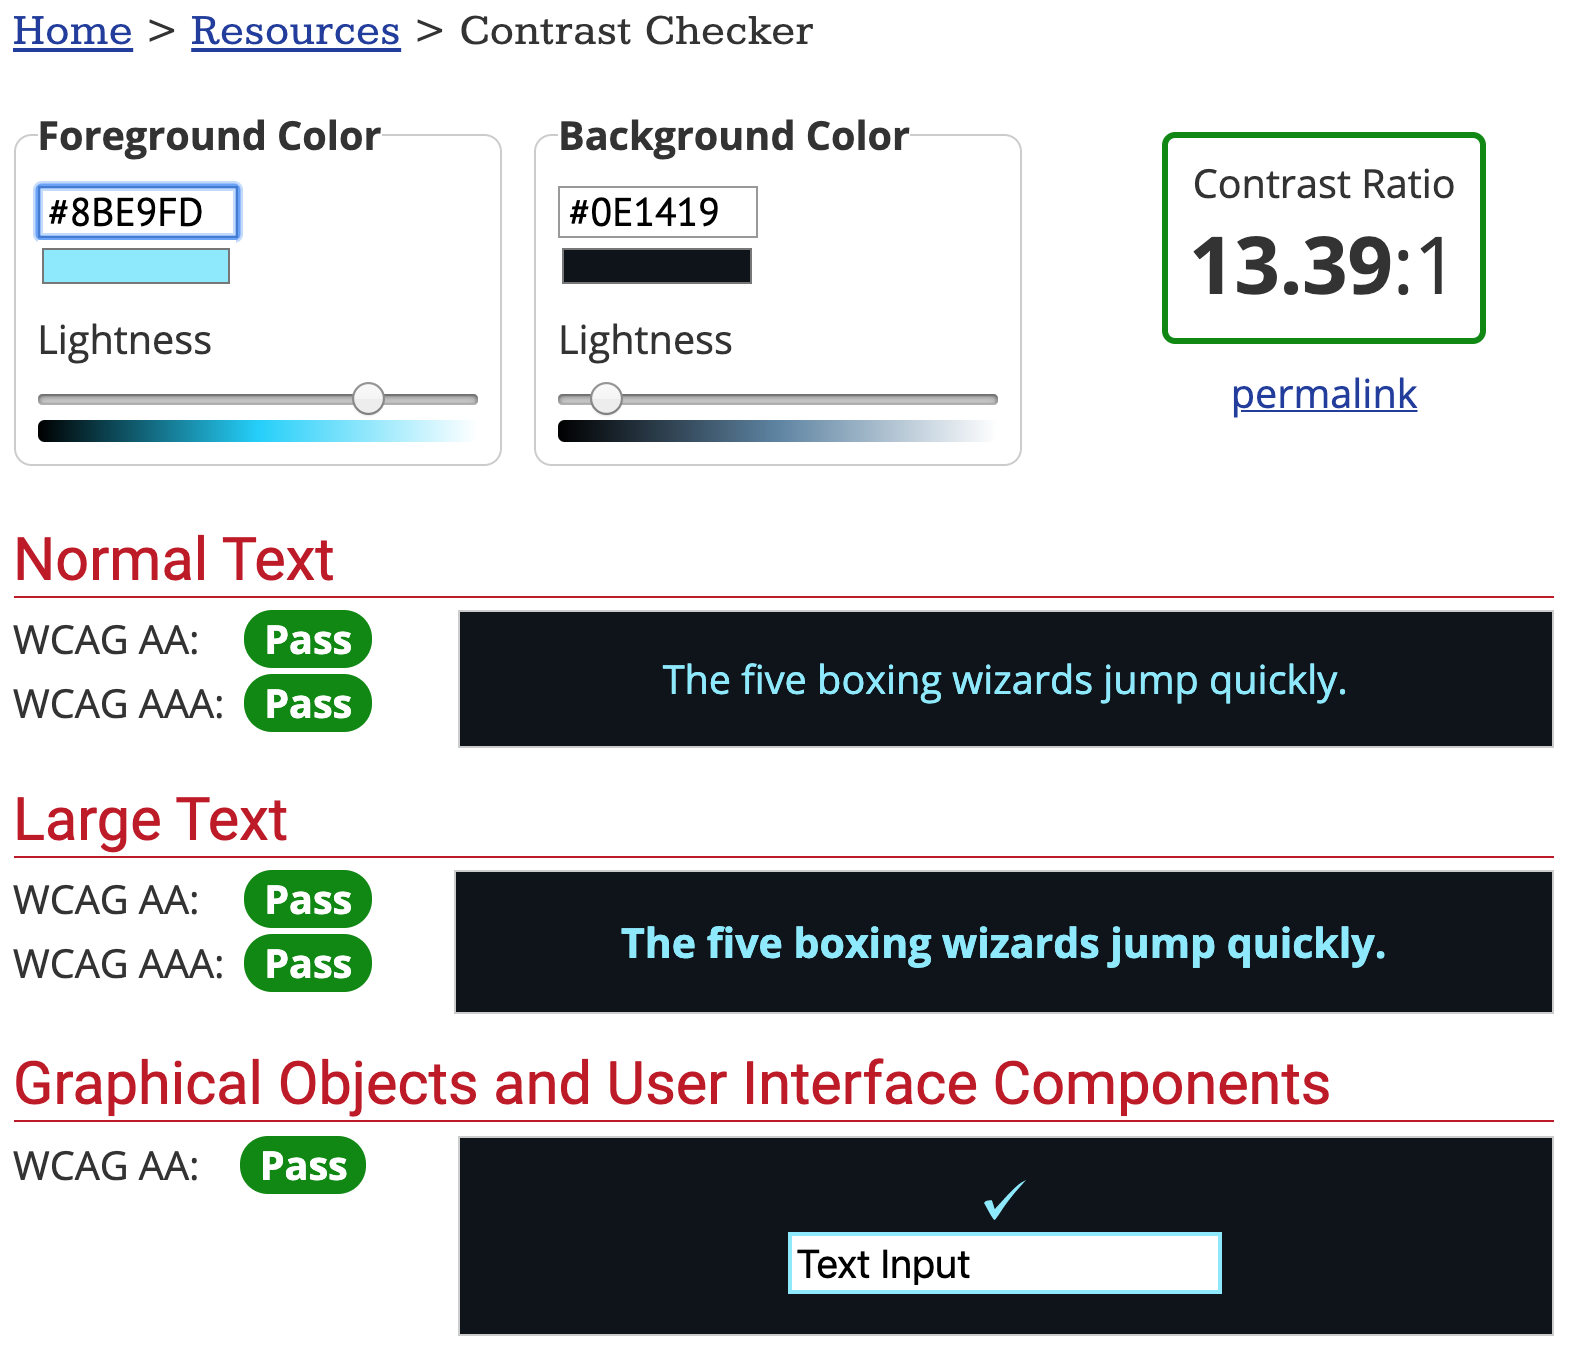 Home > Resources > Contrast Checker
Foreground Color
#8BE9FD
Lightness
Background Color
#0E1419
Lightness
Contrast Ratio
13.39:1
permalink
Normal Text
WCAG AA: Pass
WCAG AAA: Pass
The five boxing wizards jump quickly.
Large Text
WCAG AA: Pass
WCAG AAA: Pass
The five boxing wizards jump quickly.
Graphical Objects and User Interface Components
WCAG AA: Pass
✓
Text Input